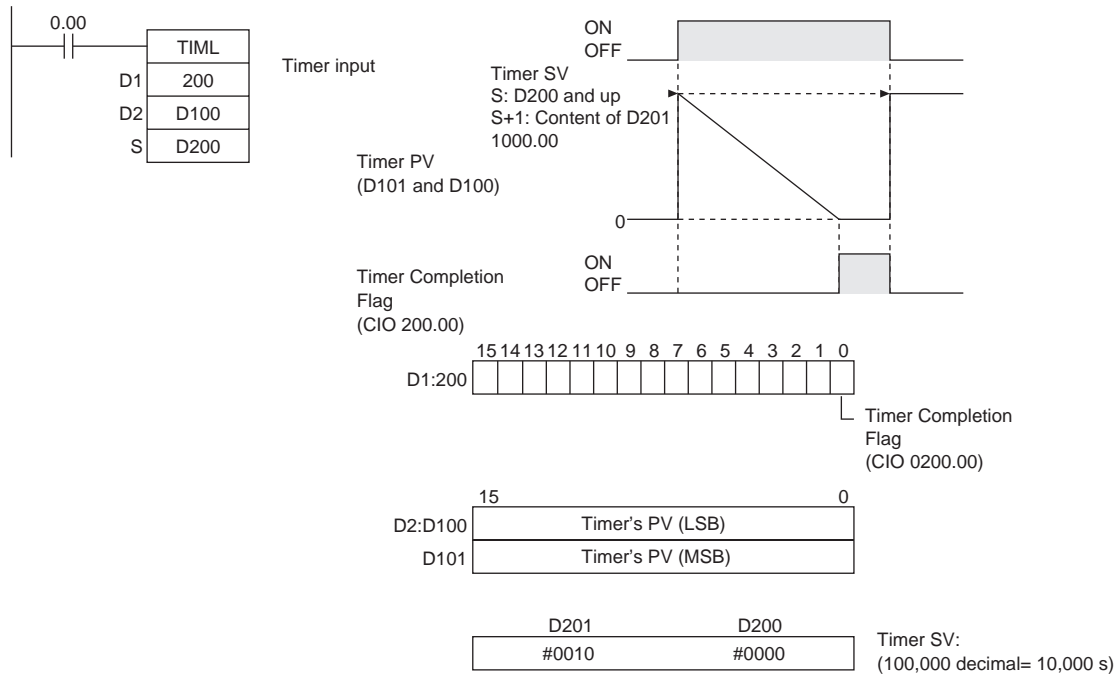 0.00
TIML
D1 200
D2 D100
S D200
Timer input
ON
OFF
Timer SV
S: D200 and up
S+1: Content of D201
1000.00
Timer PV
(D101 and D100)
0
Timer Completion
Flag
(CIO 200.00)
ON
OFF
15 14 13 12 11 10 9 8 7 6 5 4 3 2 1 0
D1:200
Timer Completion
Flag
(CIO 0200.00)
15 0
D2:D100 Timer's PV (LSB)
D101 Timer's PV (MSB)
D201 D200
#0010 #0000
Timer SV:
(100,000 decimal= 10,000 s)